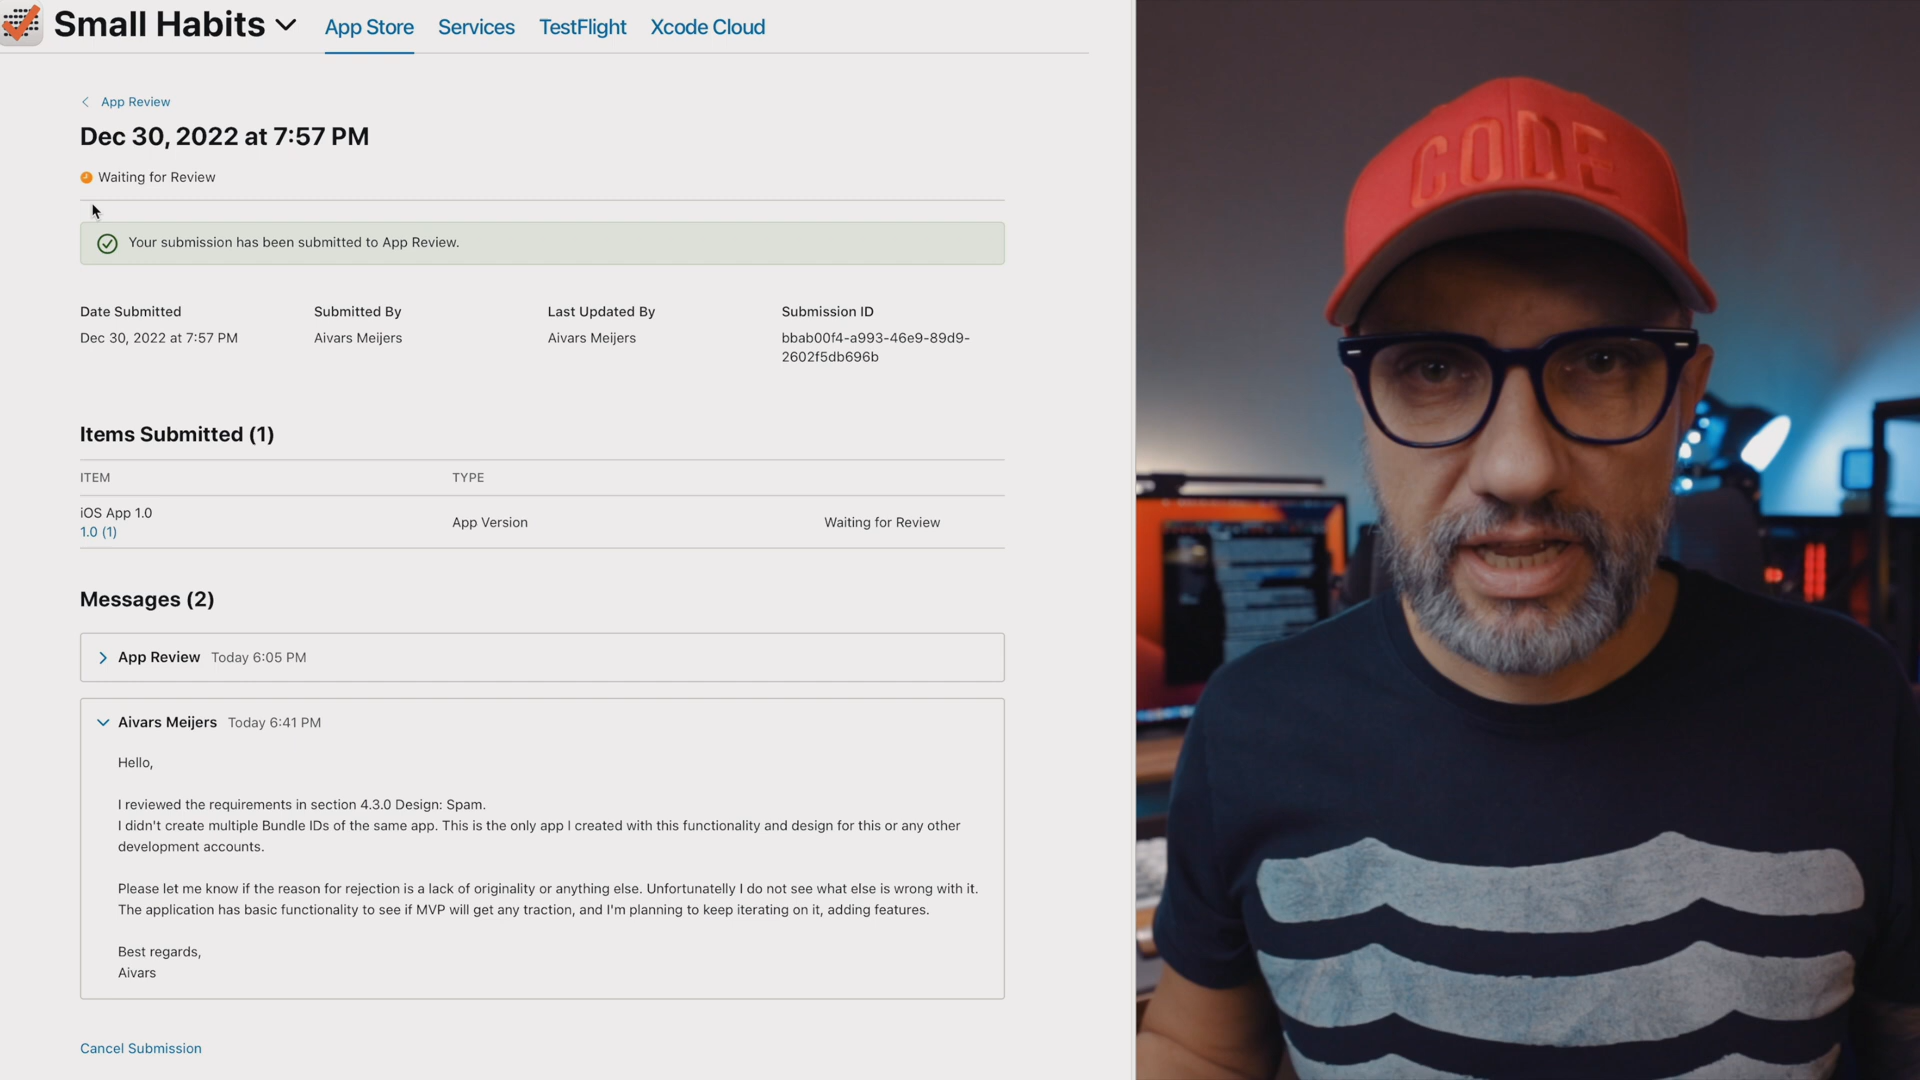 Small Habits
App Store Services TestFlight Xcode Cloud
App Review
Dec 30, 2022 at 7:57 PM
Waiting for Review
Your submission has been submitted to App Review.
Date Submitted Submitted By Last Updated By Submission ID
Dec 30, 2022 at 7:57 PM Aivars Meijers Aivars Meijers bbab00f4-a993-46e9-89d9-
2602f5db696b
Items Submitted (1)
ITEM TYPE
iOS App 1.0
1.0 (1) App Version Waiting for Review
Messages (2)
App Review Today 6:05 PM
Aivars Meijers Today 6:41 PM
Hello,
I reviewed the requirements in section 4.3.0 Design: Spam.
I didn't create multiple Bundle IDs of the same app. This is the only app I created with this functionality and design for this or any other
development accounts.
Please let me know if the reason for rejection is a lack of originality or anything else. Unfortunatelly I do not see what else is wrong with it.
The application has basic functionality to see if MVP will get any traction, and I'm planning to keep iterating on it, adding features.
Best regards,
Aivars
Cancel Submission
CODE